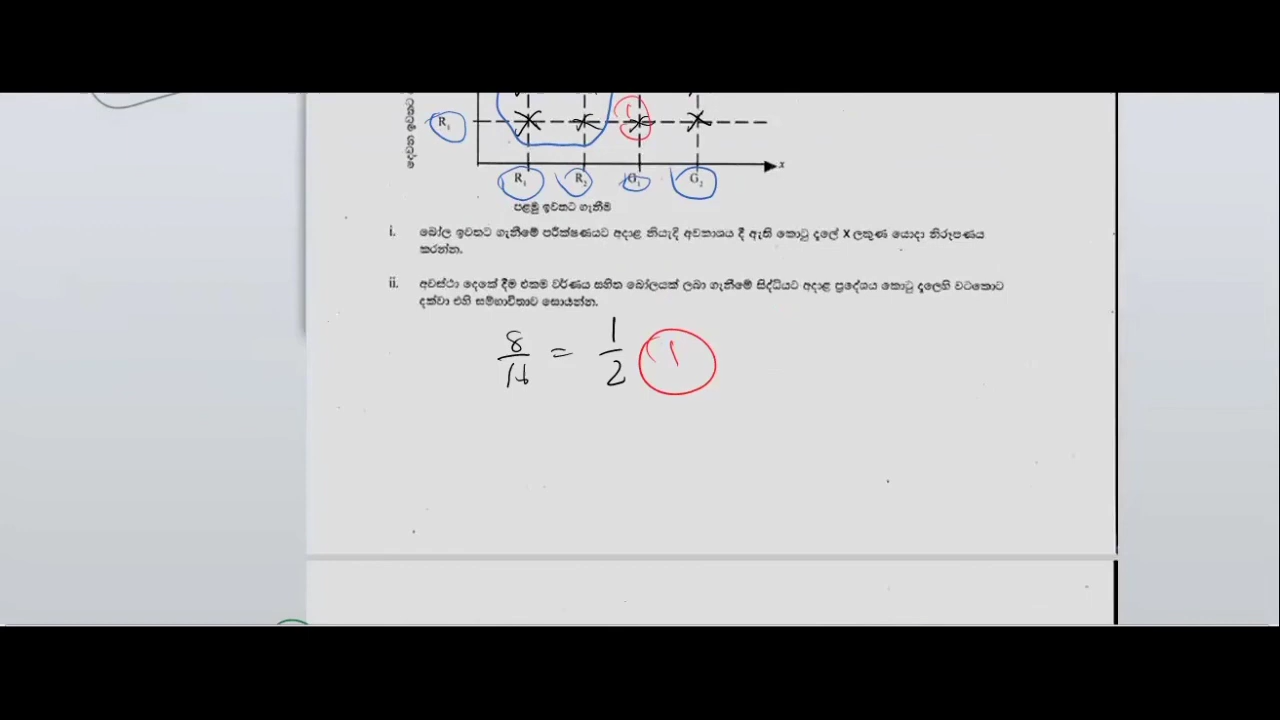 R₁
x
R₁ R₂ G₁ G₂
පළමු ඉවතට ගැනීම
i. බෝල ඉවතට ගැනීමේ පරීක්ෂණයට අදාළ නියැදි අවකාශය දී ඇති කොටු දැලේ X ලකුණ යොදා නිරූපණය
කරන්න.
ii. අවස්ථා දෙකේ දීම එකම වර්ණය සහිත බෝලයක් ලබා ගැනීමේ සිද්ධියට අදාළ ප්‍රදේශය කොටු දැලෙහි වටකොට
දක්වා එහි සම්භාවිතාව සොයන්න.
8/16 = 1/2 1